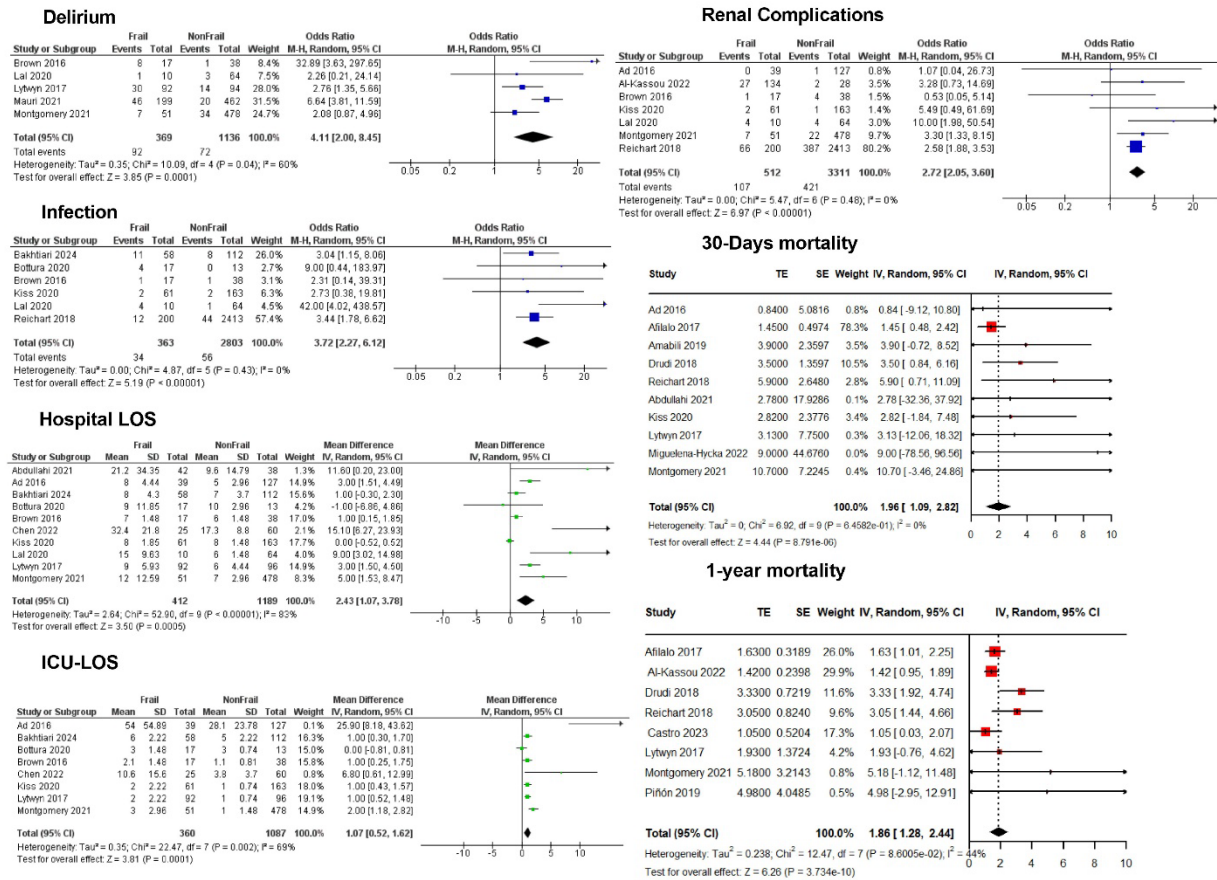 Delirium
Frail NonFrail Odds Ratio Odds Ratio
Study or Subgroup Events Total Events Total Weight M-H, Random, 95% CI M-H, Random, 95% CI
Brown 2016 8 17 1 38 8.4% 32.89 [3.63, 297.65]
Lal 2020 1 10 3 64 7.5% 2.26 [0.21, 24.14]
Lytwyn 2017 30 92 14 94 28.0% 2.76 [1.35, 5.66]
Mauri 2021 46 199 20 462 31.5% 6.64 [3.81, 11.59]
Montgomery 2021 7 51 34 478 24.7% 2.08 [0.87, 4.96]
Total (95% CI) 369 1136 100.0% 4.11 [2.00, 8.45]
Total events 92 72
Heterogeneity: Tau² = 0.35; Chi² = 10.09, df = 4 (P = 0.04); I² = 60%
Test for overall effect: Z = 3.85 (P = 0.0001)
0.05 0.2 1 5 20
Infection
Frail NonFrail Odds Ratio Odds Ratio
Study or Subgroup Events Total Events Total Weight M-H, Random, 95% CI M-H, Random, 95% CI
Bakhtiari 2024 11 58 8 112 26.0% 3.04 [1.15, 8.06]
Bottura 2020 4 17 0 13 2.7% 9.00 [0.44, 183.97]
Brown 2016 1 17 1 38 3.1% 2.31 [0.14, 39.31]
Kiss 2020 2 61 2 163 6.3% 2.73 [0.38, 19.81]
Lal 2020 4 10 1 64 4.5% 42.00 [4.02, 438.57]
Reichart 2018 12 200 44 2413 57.4% 3.44 [1.78, 6.62]
Total (95% CI) 363 2803 100.0% 3.72 [2.27, 6.12]
Total events 34 56
Heterogeneity: Tau² = 0.00; Chi² = 4.87, df = 5 (P = 0.43); I² = 0%
Test for overall effect: Z = 5.19 (P < 0.00001)
0.05 0.2 1 5 20
Hospital LOS
Frail NonFrail Mean Difference Mean Difference
Study or Subgroup Mean SD Total Mean SD Total Weight IV, Random, 95% CI IV, Random, 95% CI
Abdullahi 2021 21.2 34.35 42 9.6 14.79 38 1.3% 11.60 [0.20, 23.00]
Ad 2016 8 4.44 39 5 2.96 127 14.9% 3.00 [1.51, 4.49]
Bakhtiari 2024 8 4.3 58 7 3.7 112 15.4% 1.00 [-0.30, 2.30]
Bottura 2020 9 11.85 17 10 2.96 13 4.8% -1.00 [-6.86, 4.86]
Brown 2016 7 1.48 17 6 1.48 38 16.7% 1.00 [0.15, 1.85]
Chen 2022 32.4 21.8 25 17.3 8.8 60 2.1% 15.10 [6.27, 23.93]
Kiss 2020 8 1.85 61 8 1.48 163 17.3% 0.00 [-0.52, 0.52]
Lal 2020 15 9.63 10 6 1.48 64 4.2% 9.00 [3.02, 14.98]
Lytwyn 2017 9 5.93 92 6 4.44 96 14.9% 3.00 [1.50, 4.50]
Montgomery 2021 12 12.59 51 7 2.96 478 8.3% 5.00 [1.53, 8.47]
Total (95% CI) 412 1189 100.0% 2.43 [1.07, 3.78]
Heterogeneity: Tau² = 2.64; Chi² = 52.90, df = 9 (P < 0.00001); I² = 83%
Test for overall effect: Z = 3.50 (P = 0.0005)
-10 -5 0 5 10
ICU-LOS
Frail NonFrail Mean Difference Mean Difference
Study or Subgroup Mean SD Total Mean SD Total Weight IV, Random, 95% CI IV, Random, 95% CI
Ad 2016 54 54.89 39 28.1 23.78 127 0.1% 25.90 [8.18, 43.62]
Bakhtiari 2024 6 2.22 58 5 2.22 112 16.2% 1.00 [0.30, 1.70]
Bottura 2020 3 1.48 17 3 0.74 13 14.5% 0.00 [-0.81, 0.81]
Brown 2016 2.1 1.48 17 1.1 0.81 38 15.3% 1.00 [0.25, 1.75]
Chen 2022 10.6 15.6 25 3.8 3.7 60 0.8% 6.80 [0.61, 12.99]
Kiss 2020 2 2.22 61 1 0.74 163 18.3% 1.00 [0.43, 1.57]
Lytwyn 2017 2 2.22 92 1 0.74 96 19.9% 1.00 [0.52, 1.48]
Montgomery 2021 3 2.96 51 1 1.48 478 14.9% 2.00 [1.18, 2.82]
Total (95% CI) 360 1087 100.0% 1.07 [0.52, 1.62]
Heterogeneity: Tau² = 0.35; Chi² = 22.47, df = 7 (P = 0.002); I² = 69%
Test for overall effect: Z = 3.81 (P = 0.0001)
-10 -5 0 5 10
Renal Complications
Frail NonFrail Odds Ratio Odds Ratio
Study or Subgroup Events Total Events Total Weight M-H, Random, 95% CI M-H, Random, 95% CI
Ad 2016 0 39 1 127 0.8% 1.07 [0.04, 26.73]
Al-Kassou 2022 27 134 2 28 3.6% 3.28 [0.73, 14.69]
Brown 2016 1 17 4 38 1.6% 0.53 [0.05, 5.14]
Kiss 2020 2 61 1 163 1.4% 5.49 [0.49, 61.69]
Lal 2020 4 10 4 64 3.0% 10.00 [1.98, 50.54]
Montgomery 2021 7 51 22 478 9.7% 3.30 [1.33, 8.15]
Reichart 2018 66 200 387 2413 80.2% 2.58 [1.88, 3.53]
Total (95% CI) 512 3311 100.0% 2.72 [2.05, 3.60]
Total events 107 421
Heterogeneity: Tau² = 0.00; Chi² = 5.47, df = 6 (P = 0.48); I² = 0%
Test for overall effect: Z = 6.97 (P < 0.00001)
0.05 0.2 1 5 20
30-Days mortality
Study TE SE Weight IV, Random, 95% CI IV, Random, 95% CI
Ad 2016 0.8400 5.0816 0.8% 0.84 [ -9.12, 10.80]
Afilalo 2017 1.4500 0.4974 78.3% 1.45 [ 0.48, 2.42]
Amabili 2019 3.9000 2.3597 3.5% 3.90 [ -0.72, 8.52]
Drudi 2018 3.5000 1.3597 10.5% 3.50 [ 0.84, 6.16]
Reichart 2018 5.9000 2.6480 2.8% 5.90 [ 0.71, 11.09]
Abdullahi 2021 2.7800 17.9286 0.1% 2.78 [-32.36, 37.92]
Kiss 2020 2.8200 2.3776 3.4% 2.82 [ -1.84, 7.48]
Lytwyn 2017 3.1300 7.7500 0.3% 3.13 [-12.06, 18.32]
Miguelena-Hycka 2022 9.0000 44.6760 0.0% 9.00 [-78.56, 96.56]
Montgomery 2021 10.7000 7.2245 0.4% 10.70 [ -3.46, 24.86]
Total (95% CI) 100.0% 1.96 [ 1.09, 2.82]
Heterogeneity: Tau² = 0; Chi² = 6.92, df = 9 (P = 6.4582e-01); I² = 0%
Test for overall effect: Z = 4.44 (P = 8.791e-06)
0 2 4 6 8 10
1-year mortality
Study TE SE Weight IV, Random, 95% CI IV, Random, 95% CI
Afilalo 2017 1.6300 0.3189 26.0% 1.63 [ 1.01, 2.25]
Al-Kassou 2022 1.4200 0.2398 29.9% 1.42 [ 0.95, 1.89]
Drudi 2018 3.3300 0.7219 11.6% 3.33 [ 1.92, 4.74]
Reichart 2018 3.0500 0.8240 9.6% 3.05 [ 1.44, 4.66]
Castro 2023 1.0500 0.5204 17.3% 1.05 [ 0.03, 2.07]
Lytwyn 2017 1.9300 1.3724 4.2% 1.93 [-0.76, 4.62]
Montgomery 2021 5.1800 3.2143 0.8% 5.18 [ -1.12, 11.48]
Piñón 2019 4.9800 4.0485 0.5% 4.98 [-2.95, 12.91]
Total (95% CI) 100.0% 1.86 [ 1.28, 2.44]
Heterogeneity: Tau² = 0.238; Chi² = 12.47, df = 7 (P = 8.6005e-02); I² = 44%
Test for overall effect: Z = 6.26 (P = 3.734e-10)
0 2 4 6 8 10